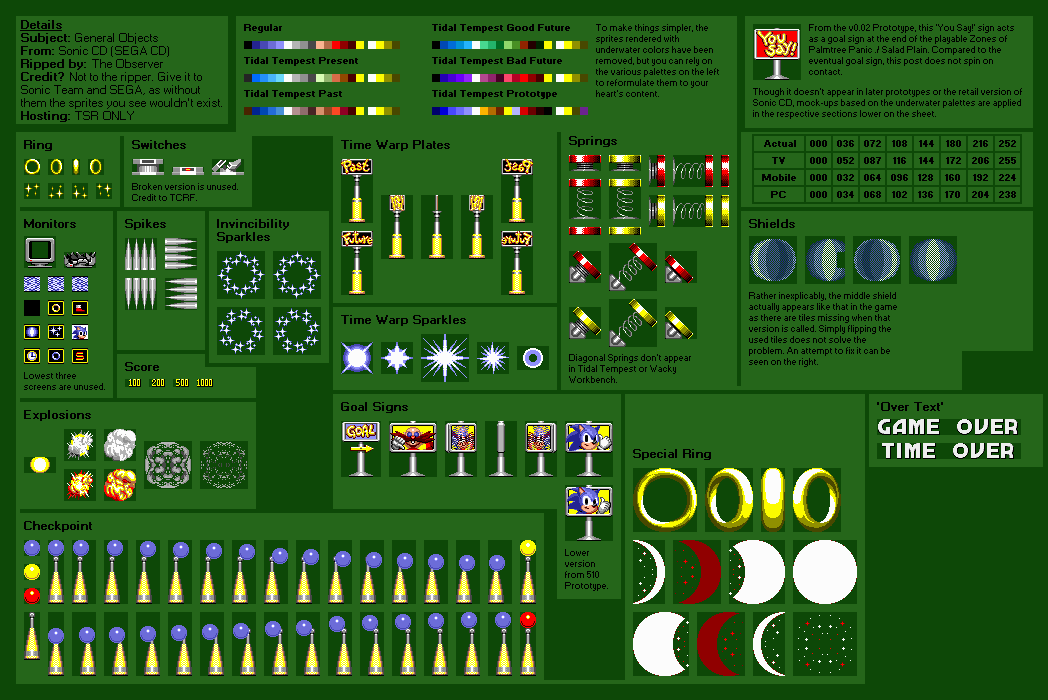 Details
Subject: General Objects
From: Sonic CD (SEGA CD)
Ripped by: The Observer
Credit? Not to the ripper. Give it to
Sonic Team and SEGA, as without
them the sprites you see wouldn't exist.
Hosting: TSR ONLY
Regular
Tidal Tempest Present
Tidal Tempest Past
Tidal Tempest Good Future
Tidal Tempest Bad Future
Tidal Tempest Prototype
To make things simpler, the
sprites rendered with
underwater colors have been
removed, but you can rely on
the various palettes on the left
to reformulate them to your
heart's content.
You
Say!
From the v0.02 Prototype, this "You Say!" sign acts
as a goal sign at the end of the playable Zones of
Palmtree Panic / Salad Plain. Compared to the
eventual goal sign, this post does not spin on
contact.
Though it doesn't appear in later prototypes or the retail version of
Sonic CD, mock-ups based on the underwater palettes are applied
in the respective sections lower on the sheet.
Actual 000 036 072 108 144 180 216 252
TV 000 052 087 116 144 172 206 255
Mobile 000 032 064 096 128 160 192 224
PC 000 034 068 102 136 170 204 238
Ring
Switches
Broken version is unused.
Credit to TCRF.
Time Warp Plates
Past
Future
Springs
Diagonal Springs don't appear
in Tidal Tempest or Wacky
Workbench.
Monitors
S
Lowest three
screens are unused.
Spikes
Invincibility
Sparkles
Shields
Rather inexplicably, the middle shield
actually appears like that in the game
as there are tiles missing when that
version is called. Simply flipping the
used tiles does not solve the
problem. An attempt to fix it can be
seen on the right.
Time Warp Sparkles
Score
100 200 500 1000
Explosions
Goal Signs
GOAL
Lower
version
from 510
Prototype.
Special Ring
'Over Text'
GAME OVER
TIME OVER
Checkpoint